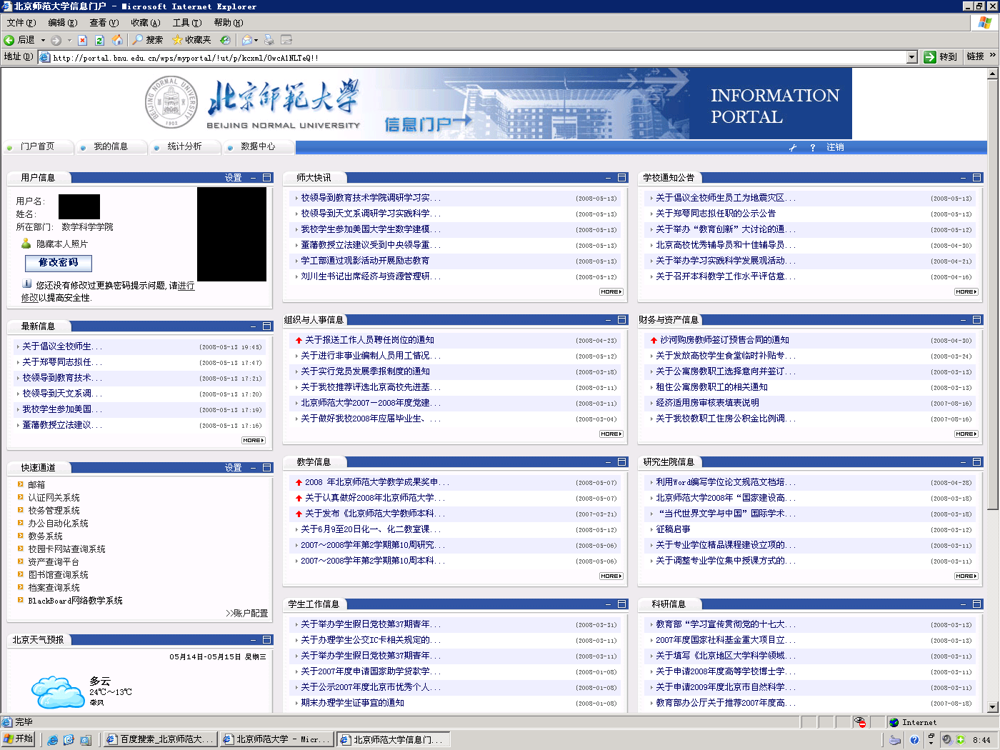 北京师范大学信息门户 - Microsoft Internet Explorer
文件(F) 编辑(E) 查看(V) 收藏(A) 工具(T) 帮助(H)
后退 搜索 收藏夹
地址(D) http://portal.bnu.edu.cn/wps/myportal/!ut/p/kcxml/OwcA1NLTeQ!! 转到 链接 »
BEIJING NORMAL UNIVERSITY 1902
北京師範大學
BEIJING NORMAL UNIVERSITY
信息门户
INFORMATION
PORTAL
门户首页 我的信息 统计分析 数据中心 ? 注销
用户信息 设置
用户名:
姓名:
所在部门: 数学科学学院
隐藏本人照片
修改密码
您还没有修改过更换密码提示问题,请进行
修改以提高安全性.
最新信息
关于倡议全校师生... (2008-05-13 19:45)
关于郑萼同志拟任... (2008-05-13 17:47)
校领导到教育技术... (2008-05-13 17:21)
校领导到天文系调... (2008-05-13 17:20)
我校学生参加美国... (2008-05-13 17:19)
董藩教授立法建议... (2008-05-13 17:16)
MORE
快速通道 设置
邮箱
认证网关系统
校务管理系统
办公自动化系统
教务系统
校园卡网站查询系统
资产查询平台
图书馆查询系统
档案查询系统
BlackBoard网络教学系统
>>账户配置
北京天气预报
05月14日-05月15日 星期三
多云
24℃～13℃
微风
师大快讯
校领导到教育技术学院调研学习实... (2008-05-13)
校领导到天文系调研学习实践科学... (2008-05-13)
我校学生参加美国大学生数学建模... (2008-05-13)
董藩教授立法建议受到中央领导重... (2008-05-13)
学工部通过观影活动开展励志教育 (2008-05-13)
刘川生书记出席经济与资源管理研... (2008-05-12)
MORE
组织与人事信息
关于报送工作人员聘任岗位的通知 (2008-04-23)
关于进行非事业编制人员用工情况... (2008-05-12)
关于实行党员发展季报制度的通知 (2008-03-18)
关于我校推荐评选北京高校先进基... (2008-03-11)
北京师范大学2007－2008年度党建... (2008-03-11)
关于做好我校2008年应届毕业生、... (2008-03-04)
MORE
教学信息
2008 年北京师范大学教学成果奖申... (2008-05-07)
关于认真做好2008年北京师范大学... (2008-05-07)
关于发布《北京师范大学教师本科... (2007-03-21)
关于6月9至20日化一、化二教室课... (2008-05-12)
2007～2008学年第2学期第10周研究... (2008-05-06)
2007～2008学年第2学期第10周本科... (2008-05-06)
MORE
学生工作信息
关于举办学生假日党校第37期青年... (2008-03-31)
关于办理学生公交IC卡相关规定的... (2008-03-11)
关于举办学生假日党校第37期青年... (2008-03-11)
关于2007年度申请国家助学贷款学... (2008-01-08)
关于公示2007年度北京市优秀个人... (2008-01-08)
期末办理学生证事宜的通知 (2008-01-08)
学校通知公告
关于倡议全校师生员工为地震灾区... (2008-05-13)
关于郑萼同志拟任职的公示公告 (2008-05-13)
关于举办“教育创新”大讨论的通... (2008-05-12)
北京高校优秀辅导员和十佳辅导员... (2008-04-30)
关于举办学习实践科学发展观活动... (2008-04-21)
关于召开本科教学工作水平评估意... (2008-04-16)
MORE
财务与资产信息
沙河购房教师签订预售合同的通知 (2008-04-30)
关于发放高校学生食堂临时补贴专... (2008-03-24)
关于公寓房教职工选择意向并签订... (2008-03-13)
租住公寓房教职工的相关通知 (2008-03-13)
经济适用房审核表填表说明 (2007-08-16)
关于我校教职工住房公积金比例调... (2007-08-16)
MORE
研究生院信息
利用Word编写学位论文规范文档培... (2008-04-28)
北京师范大学2008年“国家建设高... (2008-03-18)
“当代世界文学与中国”国际学术... (2008-03-18)
征稿启事 (2008-03-12)
关于专业学位精品课程建设立项的... (2008-03-11)
关于调整专业学位集中授课方式的... (2008-03-11)
MORE
科研信息
教育部“学习宣传贯彻党的十七大... (2008-03-13)
2007年度国家社科基金重大项目立... (2008-03-13)
关于填写《北京地区大学科学领域... (2008-03-11)
关于申请2008年度高等学校博士学... (2008-03-11)
关于申请2009年度北京市自然科学... (2008-03-11)
教育部办公厅关于推荐2007年度高... (2007-08-18)
完毕 Internet
开始 百度搜索_北京师范大... 北京师范大学 - Micr... 北京师范大学信息门... 8:44